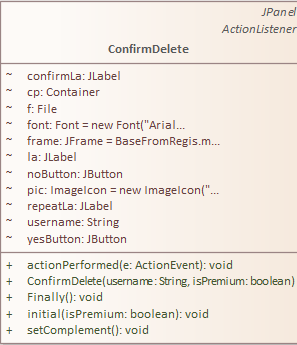 JPanel
ActionListener
ConfirmDelete
~ confirmLa: JLabel
~ cp: Container
~ f: File
~ font: Font = new Font("Arial...
~ frame: JFrame = BaseFromRegis.m...
~ la: JLabel
~ noButton: JButton
~ pic: ImageIcon = new ImageIcon("...
~ repeatLa: JLabel
~ username: String
~ yesButton: JButton
+ actionPerformed(e: ActionEvent): void
+ ConfirmDelete(username: String, isPremium: boolean)
+ Finally(): void
+ initial(isPremium: boolean): void
+ setComplement(): void